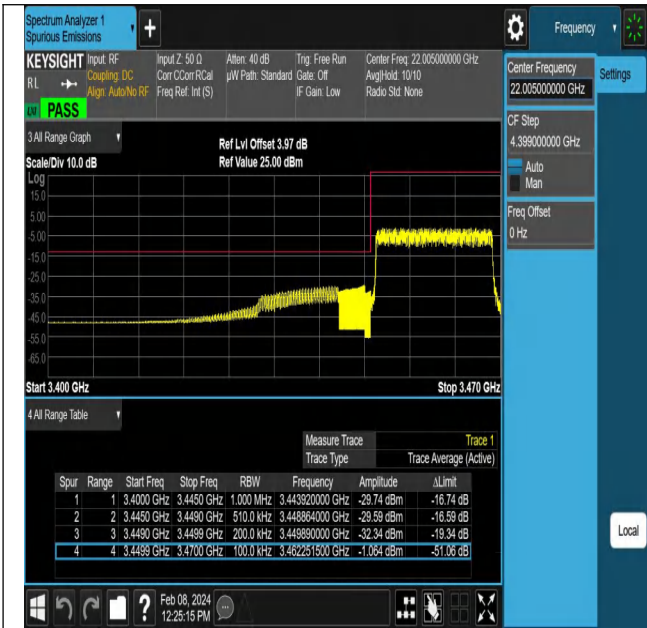 Spectrum Analyzer 1
Spurious Emissions
Frequency
KEYSIGHT
RL
PASS
Input: RF
Coupling: DC
Align: Auto/No RF
Input Z: 50 Ω
Corr CCorr RCal
Freq Ref: Int (S)
Atten: 40 dB
µW Path: Standard
Trig: Free Run
Gate: Off
IF Gain: Low
Center Freq: 22.005000000 GHz
Avg|Hold: 10/10
Radio Std: None
Center Frequency
22.005000000 GHz
Settings
CF Step
4.399000000 GHz
Auto
Man
Freq Offset
0 Hz
3 All Range Graph
Scale/Div 10.0 dB
Ref Lvl Offset 3.97 dB
Ref Value 25.00 dBm
Log
15.0
5.00
-5.00
-15.0
-25.0
-35.0
-45.0
-55.0
-65.0
Start 3.400 GHz
Stop 3.470 GHz
4 All Range Table
Measure Trace Trace 1
Trace Type Trace Average (Active)
Spur Range Start Freq Stop Freq RBW Frequency Amplitude ΔLimit
1 1 3.4000 GHz 3.4450 GHz 1.000 MHz 3.443920000 GHz -29.74 dBm -16.74 dB
2 2 3.4450 GHz 3.4490 GHz 510.0 kHz 3.448864000 GHz -29.59 dBm -16.59 dB
3 3 3.4490 GHz 3.4499 GHz 200.0 kHz 3.449890000 GHz -32.34 dBm -19.34 dB
4 4 3.4499 GHz 3.4700 GHz 100.0 kHz 3.462251500 GHz -1.064 dBm -51.06 dB
Local
?
Feb 08, 2024
12:25:15 PM